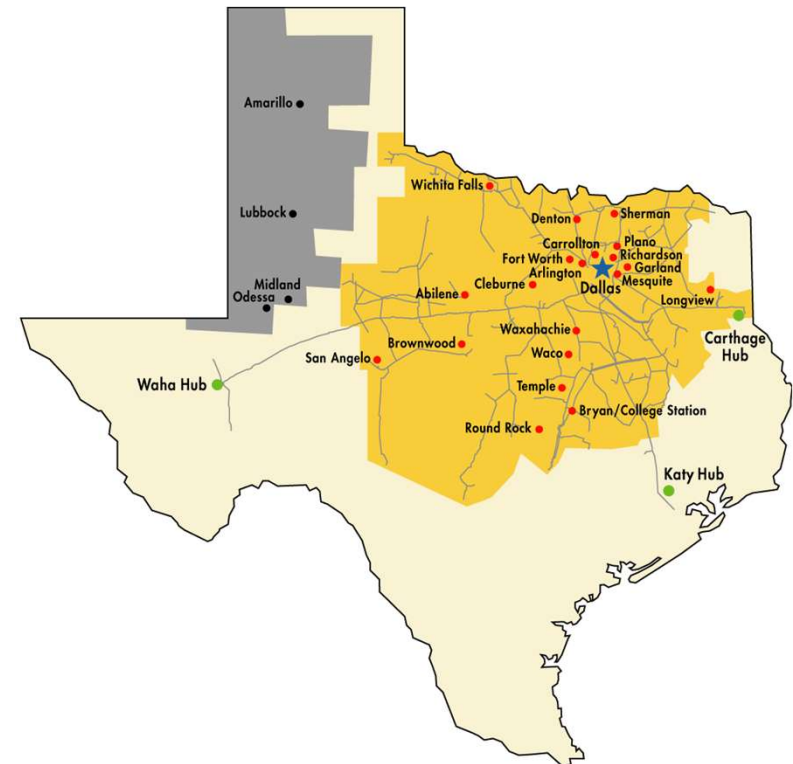 Amarillo
Wichita Falls
Lubbock
Denton
Sherman
Carrollton
Plano
Fort Worth
Richardson
Arlington
Garland
Cleburne
Mesquite
Dallas
Midland
Odessa
Abilene
Longview
Waxahachie
Carthage
Hub
Brownwood
San Angelo
Waco
Waha Hub
Temple
Bryan/College Station
Round Rock
Katy Hub